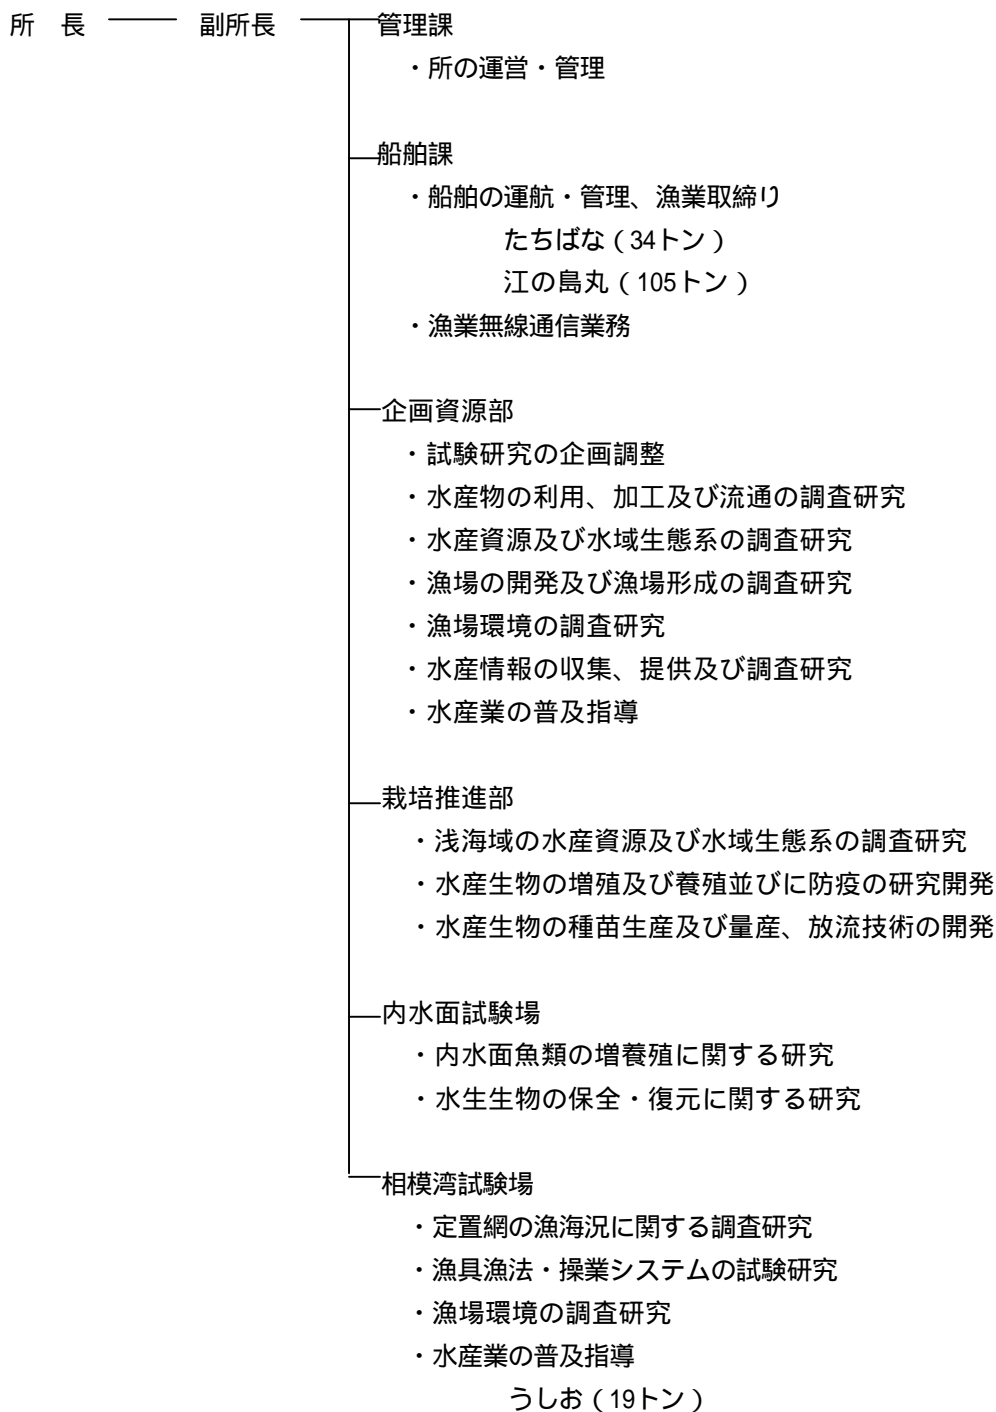 所　長　副所長　管理課
・所の運営・管理
船舶課
・船舶の運航・管理、漁業取締り
たちばな（34トン）
江の島丸（105トン）
・漁業無線通信業務
企画資源部
・試験研究の企画調整
・水産物の利用、加工及び流通の調査研究
・水産資源及び水域生態系の調査研究
・漁場の開発及び漁場形成の調査研究
・漁場環境の調査研究
・水産情報の収集、提供及び調査研究
・水産業の普及指導
栽培推進部
・浅海域の水産資源及び水域生態系の調査研究
・水産生物の増殖及び養殖並びに防疫の研究開発
・水産生物の種苗生産及び量産、放流技術の開発
内水面試験場
・内水面魚類の増養殖に関する研究
・水生生物の保全・復元に関する研究
相模湾試験場
・定置網の漁海況に関する調査研究
・漁具漁法・操業システムの試験研究
・漁場環境の調査研究
・水産業の普及指導
うしお（19トン）